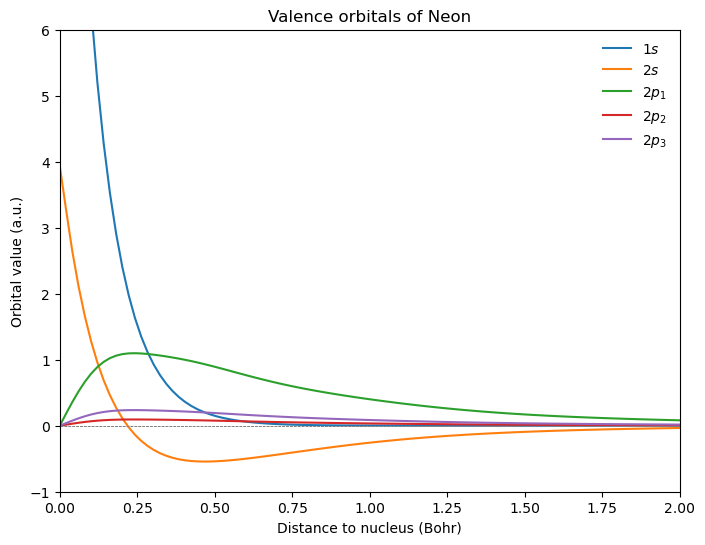 Valence orbitals of Neon
6
5
4
3
2
1
0
−1
Orbital value (a.u.)
1s
2s
2p₁
2p₂
2p₃
0.00 0.25 0.50 0.75 1.00 1.25 1.50 1.75 2.00
Distance to nucleus (Bohr)